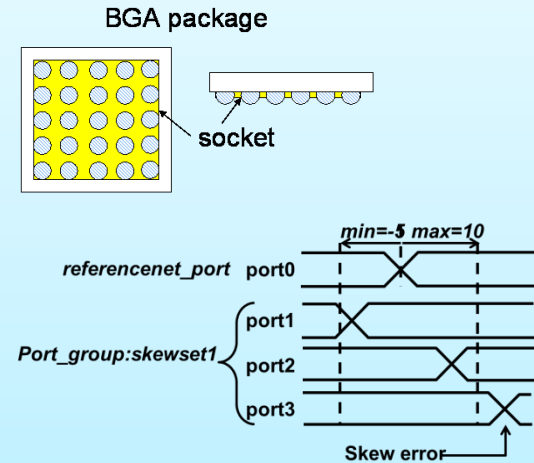 BGA package
socket
min=-5 max=10
referencenet_port port0
port1
Port_group:skewset1
port2
port3
Skew error